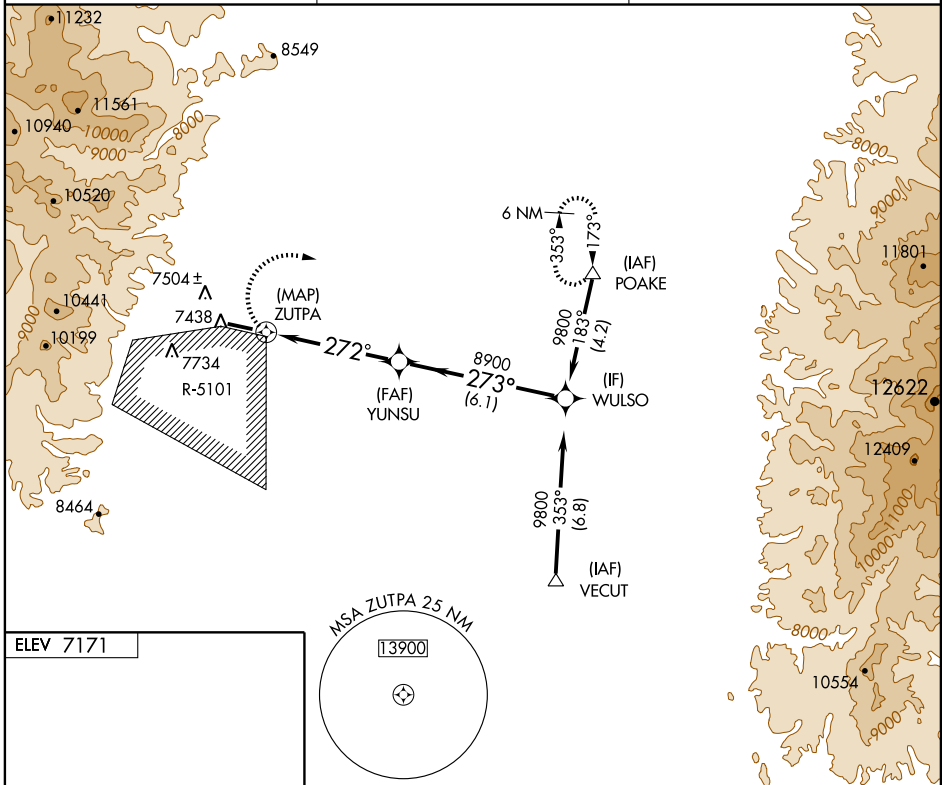 11232
8549
11561
10940
10000
9000
8000
8000
10520
9000
6 NM
353°
173°
11801
(IAF)
POAKE
7504 ±
(MAP)
ZUTPA
10441
7438
9000
10199
7734
R-5101
272°
(FAF)
YUNSU
8900
273°
(6.1)
9800
183°
(4.2)
(IF)
WULSO
12622
12409
11000
10000
8464
9800
353°
(6.8)
(IAF)
VECUT
MSA ZUTPA 25 NM
13900
ELEV 7171
8000
10554
9000